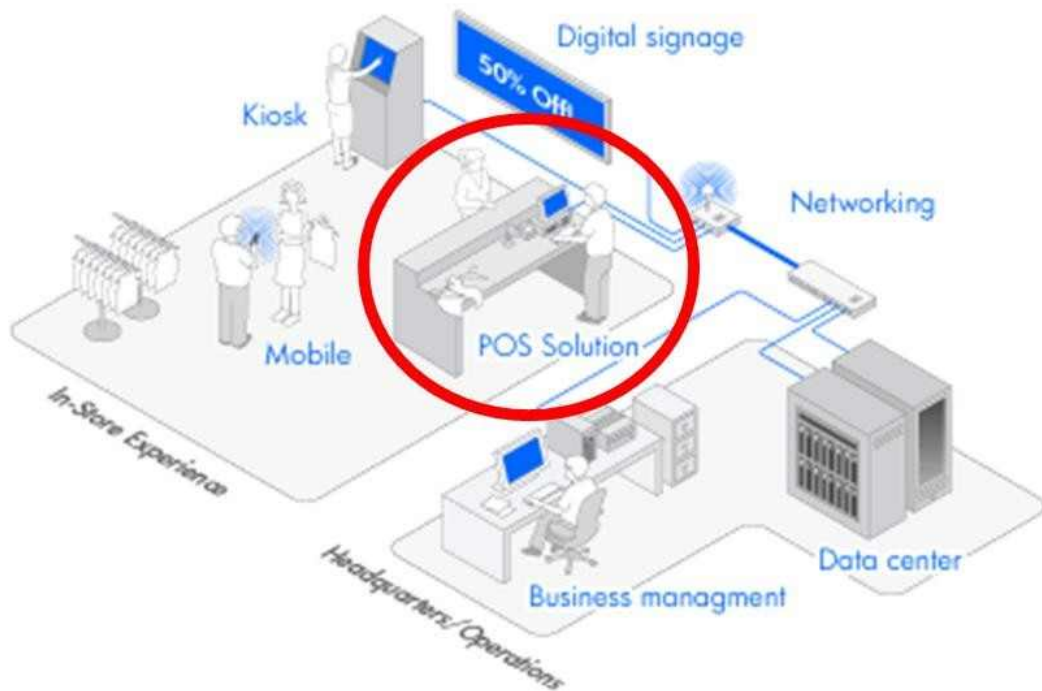 Digital signage
50% Off!
Kiosk
Networking
Mobile
POS Solution
In-Store Experience
Data center
Business managment
Headquarters/Operations